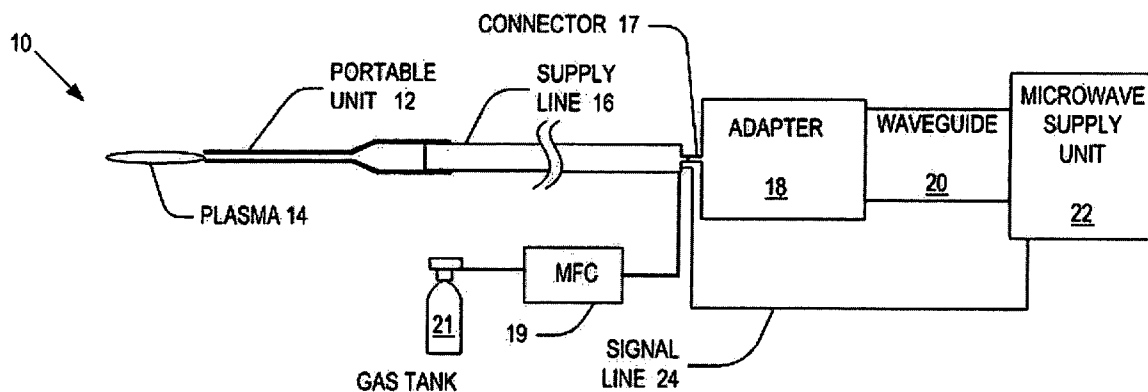 10
CONNECTOR 17
PORTABLE
UNIT 12
SUPPLY
LINE 16
MICROWAVE
SUPPLY
UNIT
22
ADAPTER
18
WAVEGUIDE
20
PLASMA 14
MFC
19
21
GAS TANK
SIGNAL
LINE 24